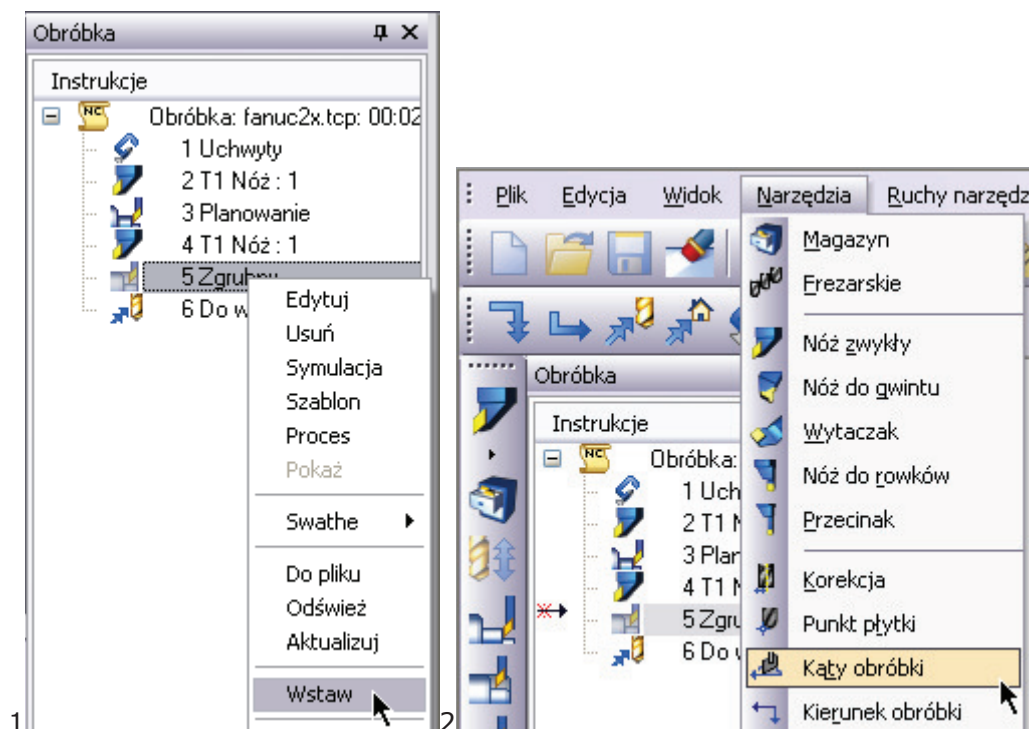 Obróbka
Instrukcje
NC Obróbka: fanuc2x.tcp: 00:02
1 Uchwyty
2 T1 Nóż : 1
3 Planowanie
4 T1 Nóż : 1
5 Zgrubny
6 Do w
Edytuj
Usuń
Symulacja
Szablon
Proces
Pokaż
Swathe
Do pliku
Odśwież
Aktualizuj
Wstaw
1
Plik Edycja Widok Narzędzia Ruchy narzędz
Obróbka
Instrukcje
NC Obróbka:
1 Uch
2 T1 N
3 Plan
4 T1 N
5 Zgru
6 Do w
Magazyn
Frezarskie
Nóż zwykły
Nóż do gwintu
Wytaczak
Nóż do rowków
Przecinak
Korekcja
Punkt płytki
Kąty obróbki
Kierunek obróbki
2